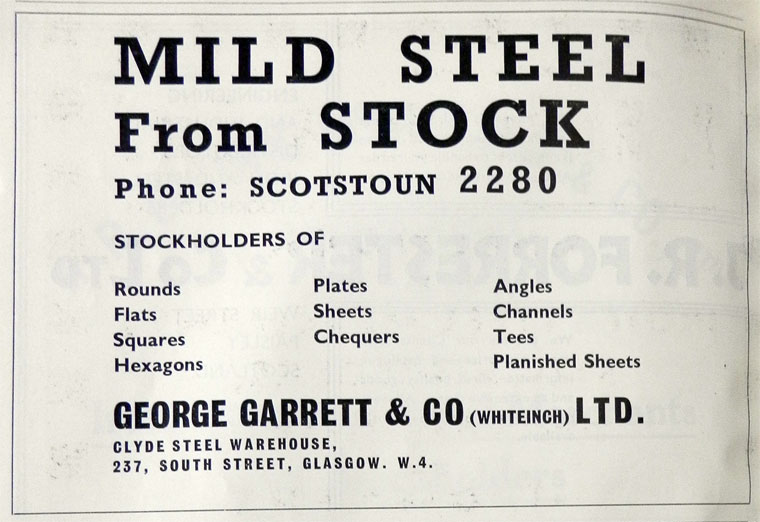 MILD STEEL
From STOCK
Phone: SCOTSTOUN 2280
STOCKHOLDERS OF
Rounds
Flats
Squares
Hexagons
Plates
Sheets
Chequers
Angles
Channels
Tees
Planished Sheets
GEORGE GARRETT & CO (WHITEINCH) LTD.
CLYDE STEEL WAREHOUSE,
237, SOUTH STREET, GLASGOW. W.4.